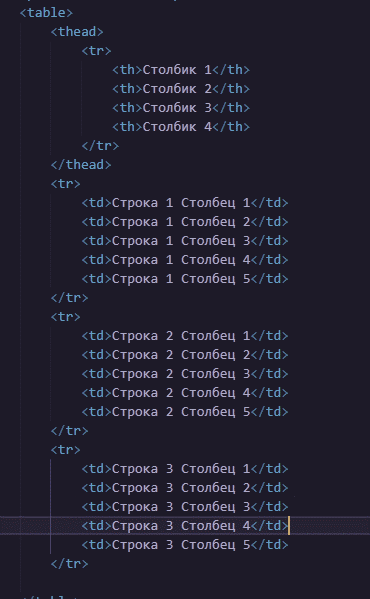 <table>
<thead>
<tr>
<th>Столбик 1</th>
<th>Столбик 2</th>
<th>Столбик 3</th>
<th>Столбик 4</th>
</tr>
</thead>
<tr>
<td>Строка 1 Столбец 1</td>
<td>Строка 1 Столбец 2</td>
<td>Строка 1 Столбец 3</td>
<td>Строка 1 Столбец 4</td>
<td>Строка 1 Столбец 5</td>
</tr>
<tr>
<td>Строка 2 Столбец 1</td>
<td>Строка 2 Столбец 2</td>
<td>Строка 2 Столбец 3</td>
<td>Строка 2 Столбец 4</td>
<td>Строка 2 Столбец 5</td>
</tr>
<tr>
<td>Строка 3 Столбец 1</td>
<td>Строка 3 Столбец 2</td>
<td>Строка 3 Столбец 3</td>
<td>Строка 3 Столбец 4</td>
<td>Строка 3 Столбец 5</td>
</tr>